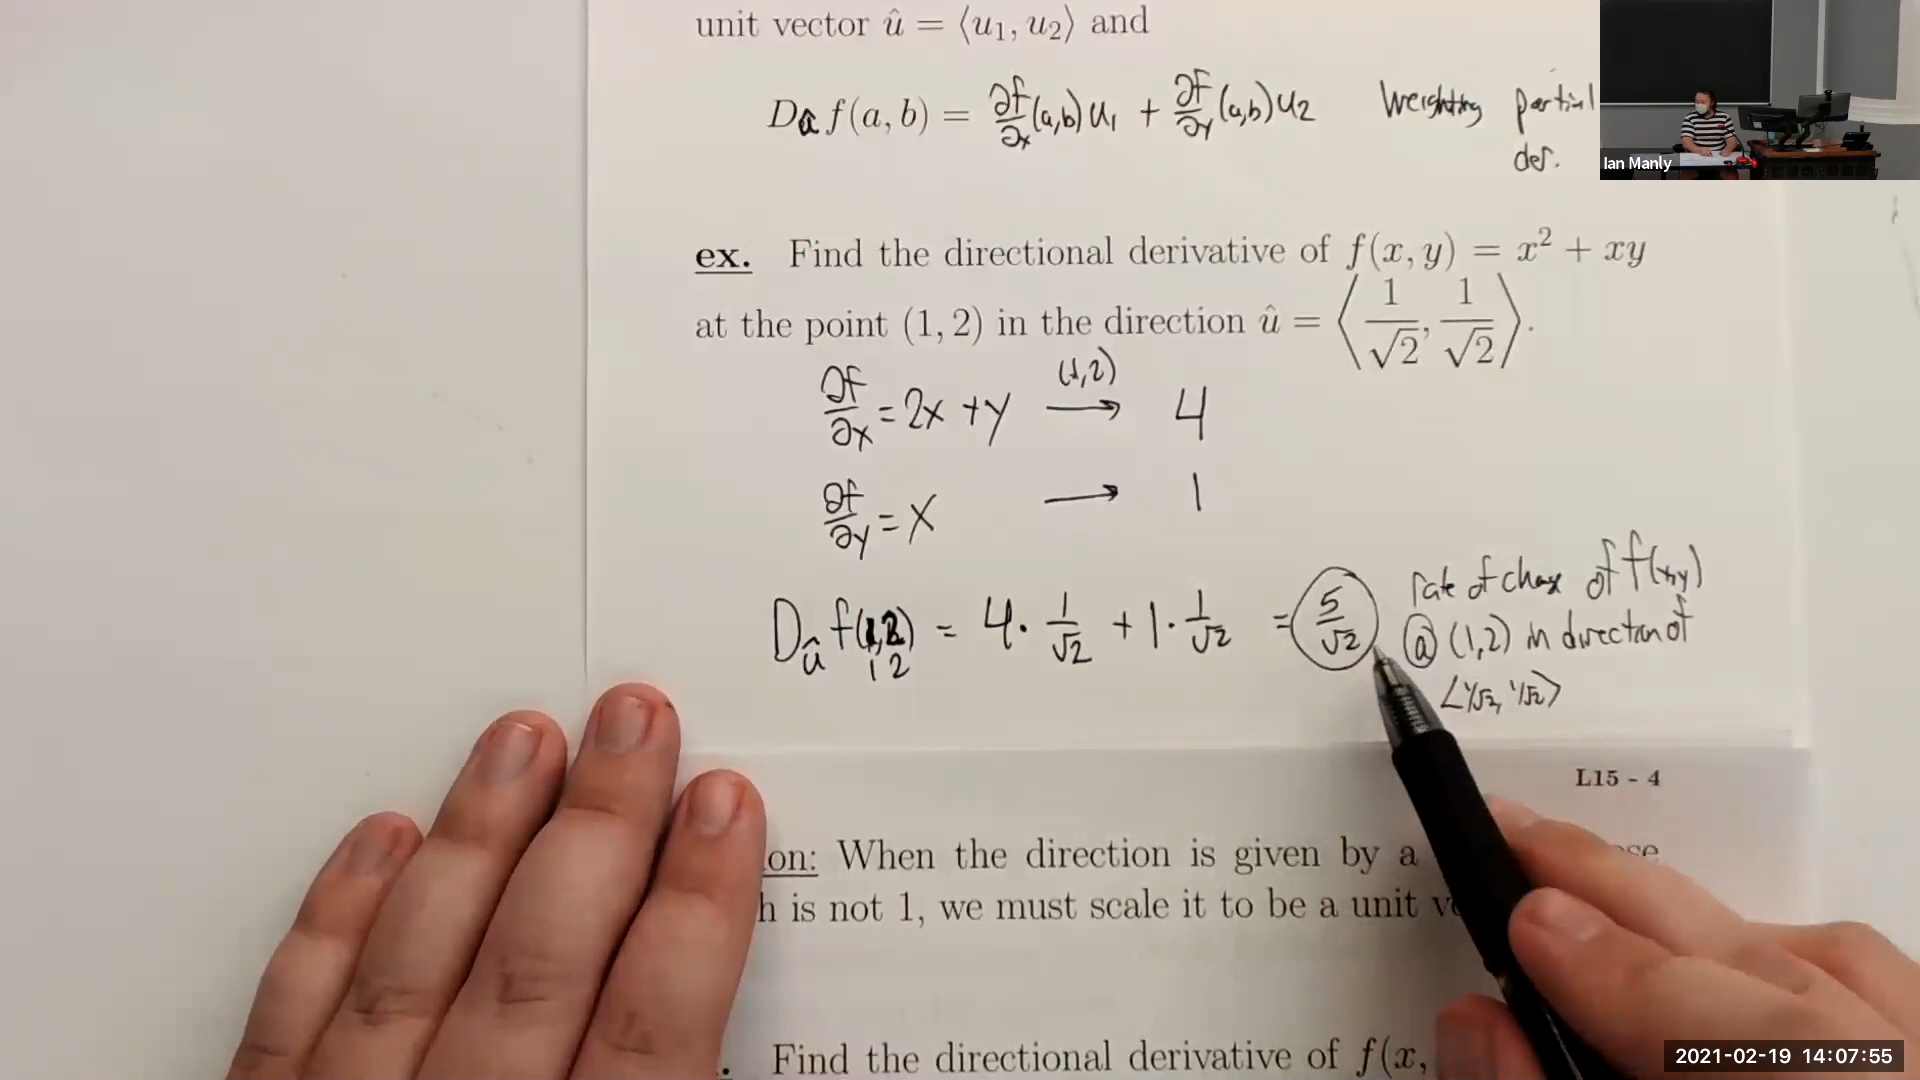 unit vector û = ⟨u₁, u₂⟩ and
Dû f(a, b) = ∂f/∂x (a,b) u₁ + ∂f/∂y (a,b) u₂ Weighting partial
der.
Ian Manly
ex. Find the directional derivative of f(x, y) = x² + xy
at the point (1, 2) in the direction û = ⟨1/√2, 1/√2⟩.
∂f/∂x = 2x + y → (1,2) 4
∂f/∂y = x → 1
Dû f(1,2) = 4 · 1/√2 + 1 · 1/√2 = 5/√2
1 2
rate of change of f(x,y)
@ (1,2) in direction of
⟨1/√2, 1/√2⟩
L15 - 4
on: When the direction is given by a
h is not 1, we must scale it to be a unit
Find the directional derivative of f(x,
2021-02-19 14:07:55